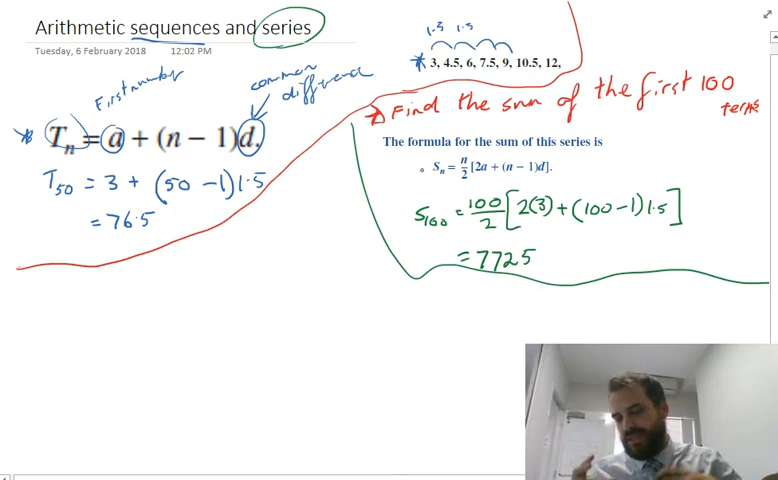 Arithmetic sequences and series
Tuesday, 6 February 2018 12:02 PM
1.5 1.5
* 3, 4.5, 6, 7.5, 9, 10.5, 12,
First number
common difference
* Tn = a + (n − 1)d.
T50 = 3 + (50 − 1) 1.5
= 76.5
* Find the sum of the first 100 terms
The formula for the sum of this series is
• Sn = n/2 [2a + (n − 1)d].
S100 = 100/2 [2(3) + (100 − 1) 1.5]
= 7725